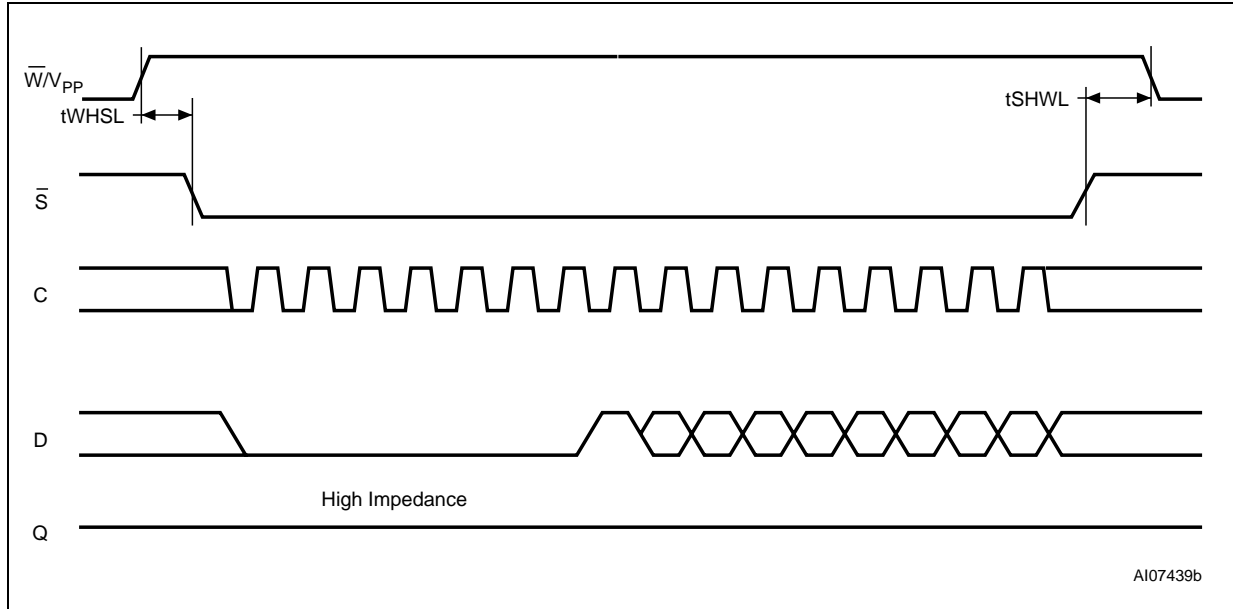 W̅/VPP
tWHSL
tSHWL
S̅
C
D
High Impedance
Q
AI07439b